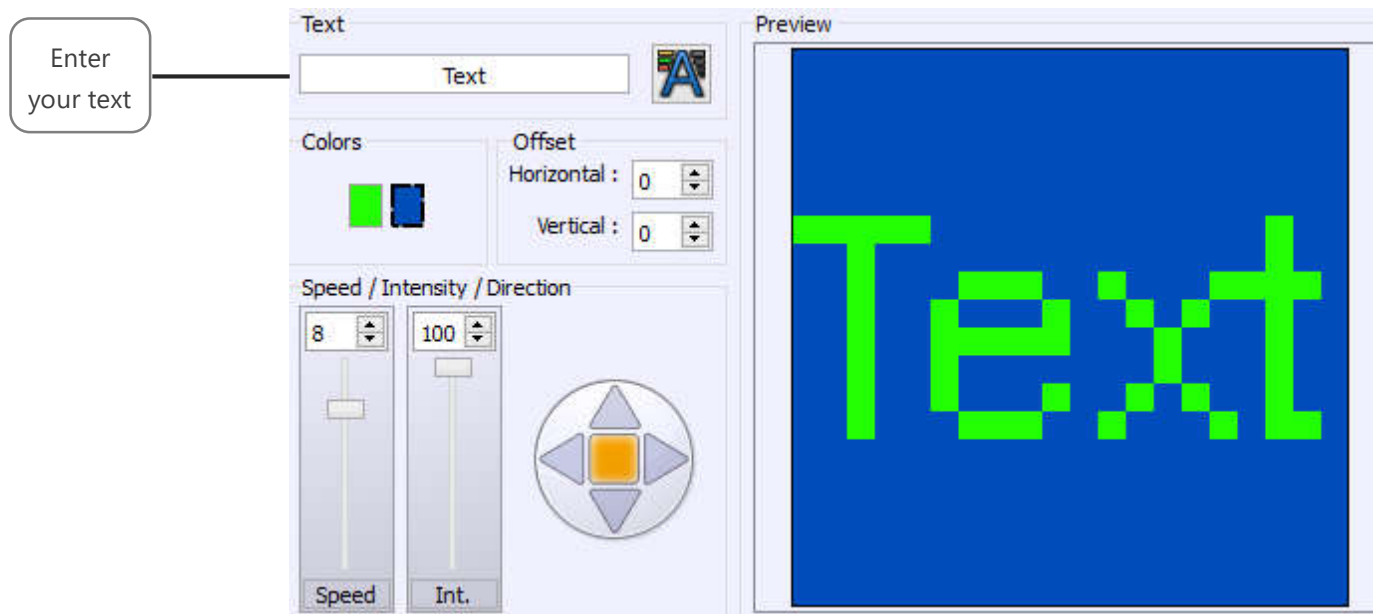 Enter
your text
Text
Text
Colors
Offset
Horizontal : 0
Vertical : 0
Speed / Intensity / Direction
8 100
Speed Int.
Preview
Text